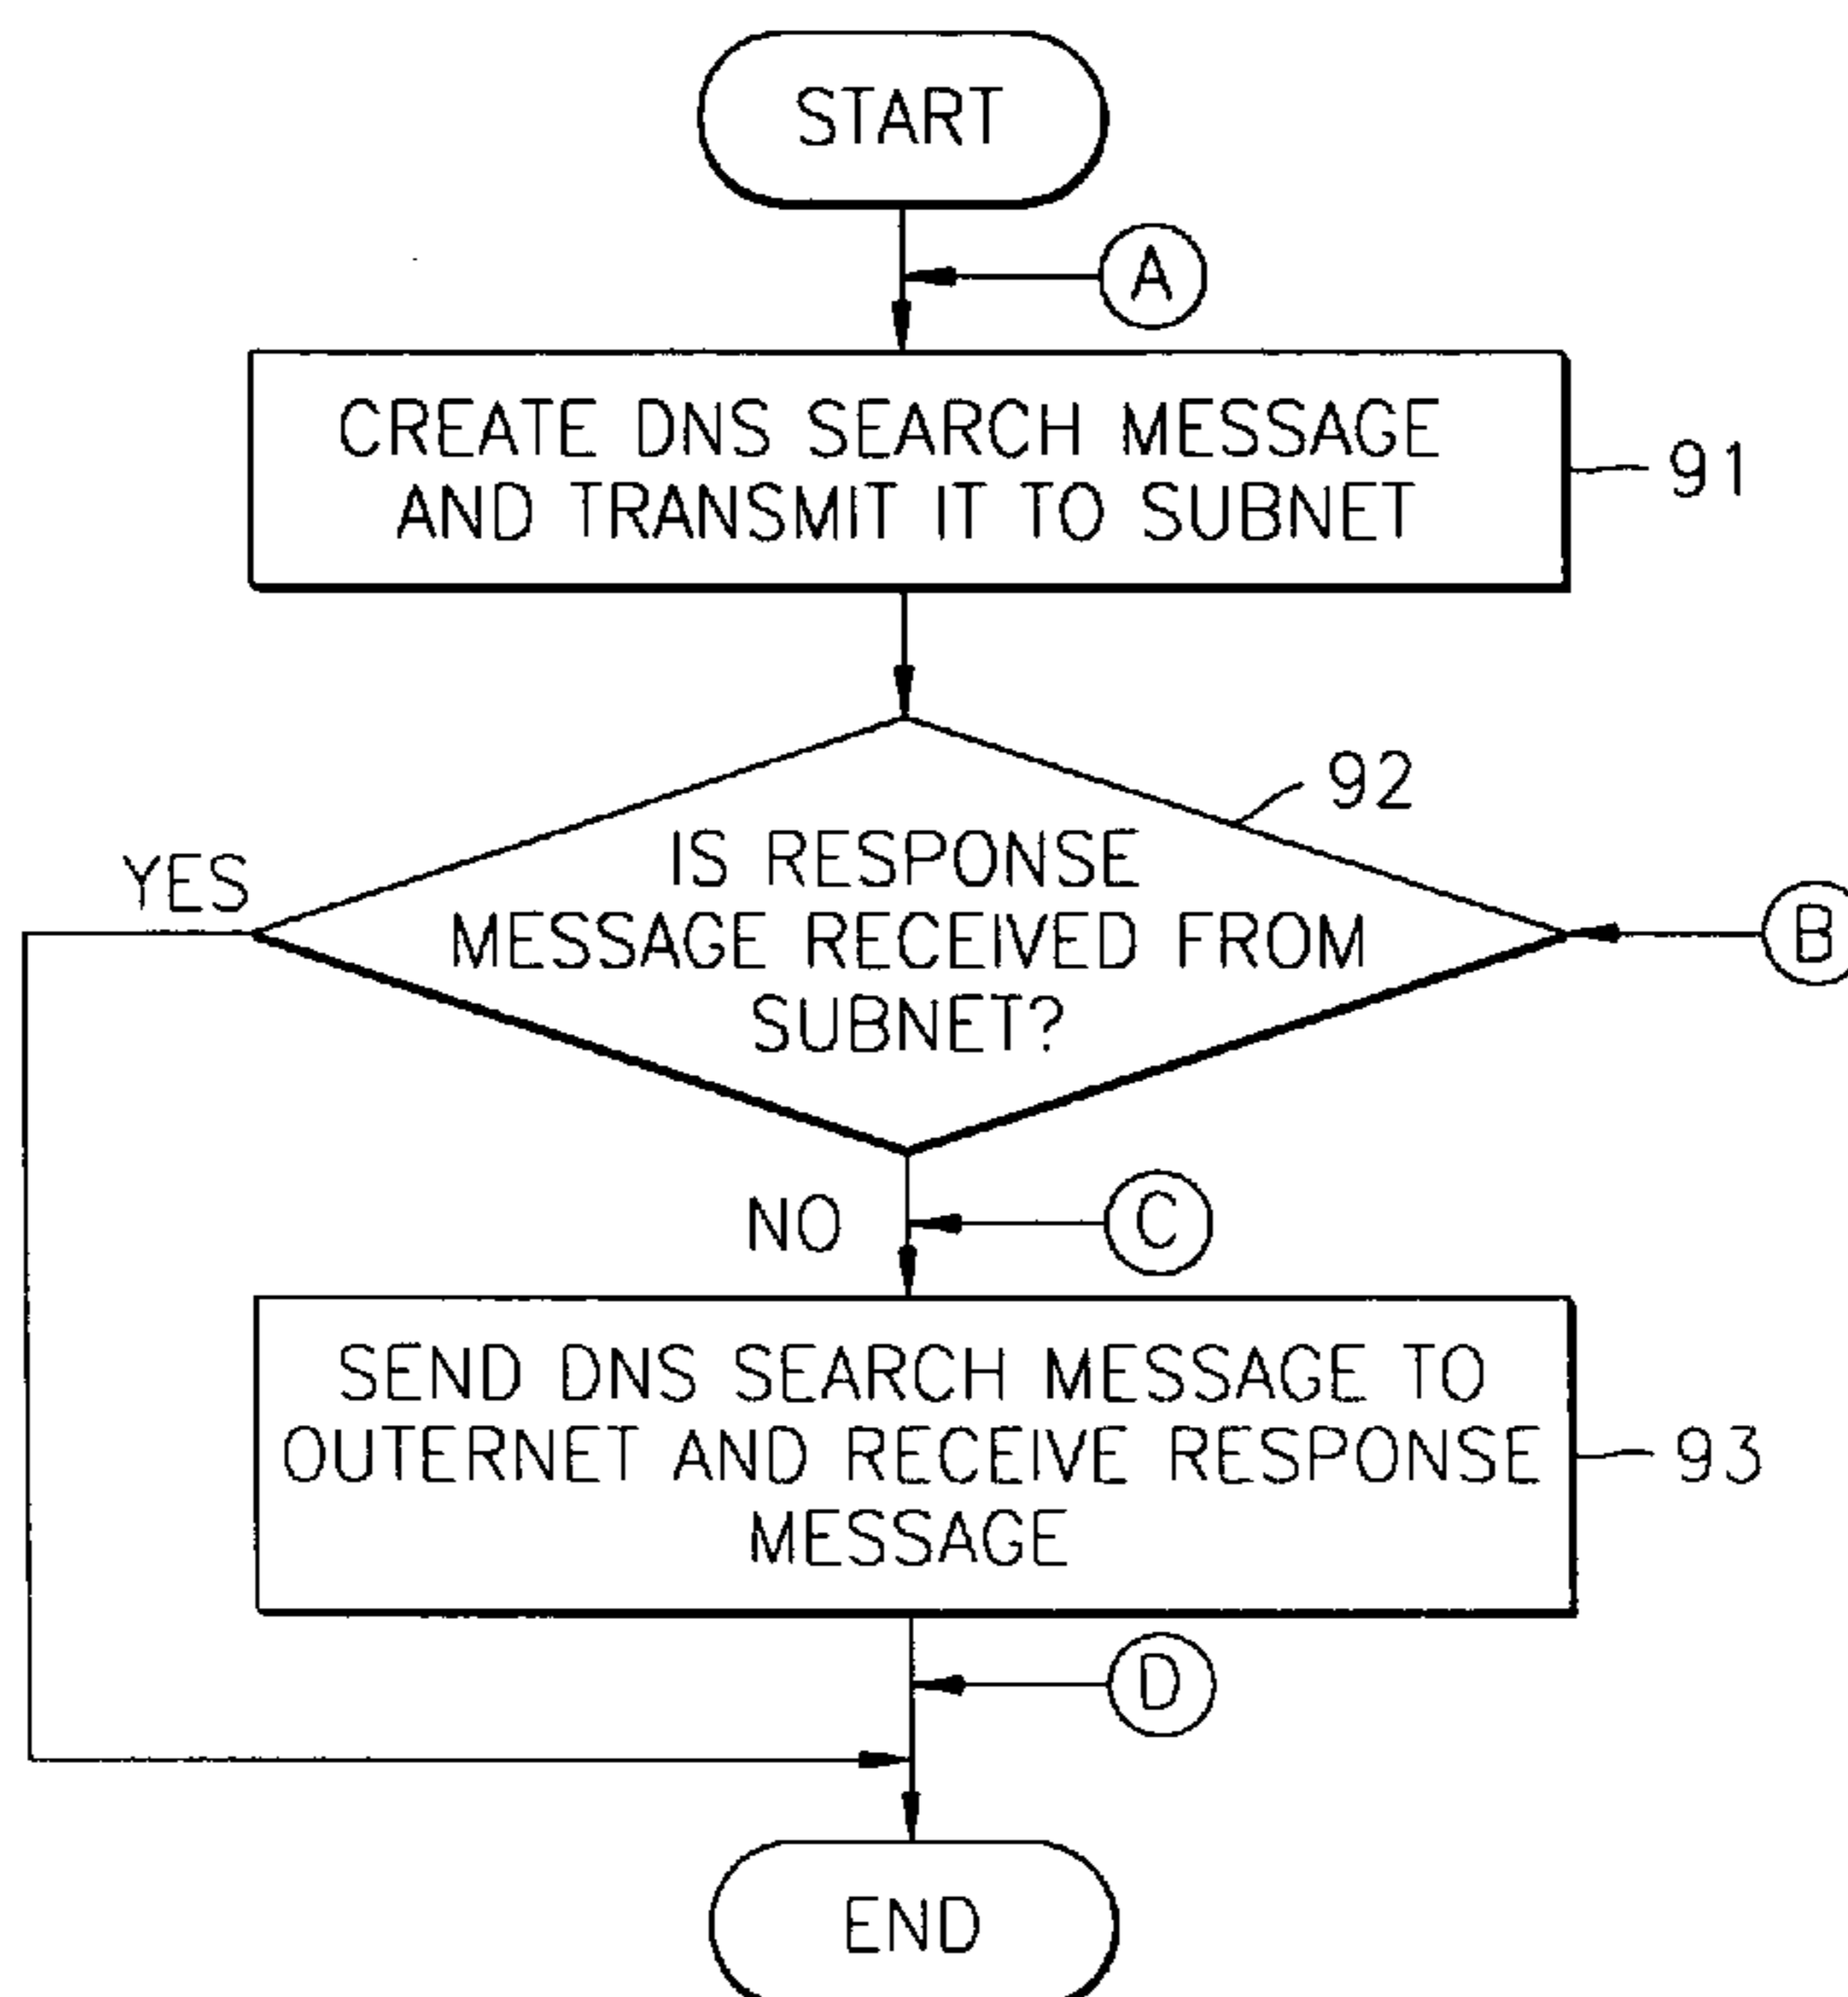 START
A
CREATE DNS SEARCH MESSAGE
AND TRANSMIT IT TO SUBNET
91
92
IS RESPONSE
YES
MESSAGE RECEIVED FROM
B
SUBNET?
NO
C
SEND DNS SEARCH MESSAGE TO
OUTERNET AND RECEIVE RESPONSE
93
MESSAGE
D
END